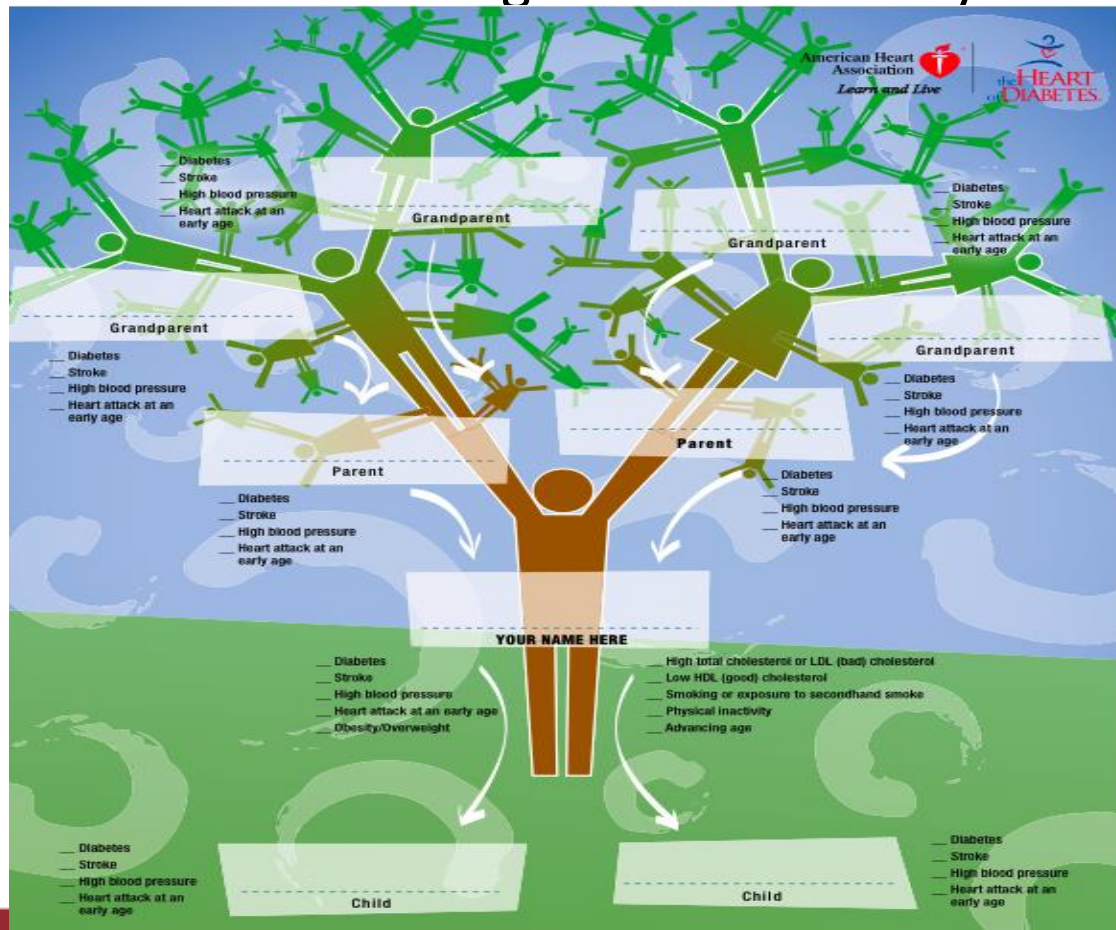 American Heart
Association
Learn and Live
the HEART
of DIABETES
__ Diabetes
__ Stroke
__ High blood pressure
__ Heart attack at an
early age
Grandparent
Grandparent
__ Diabetes
__ Stroke
__ High blood pressure
__ Heart attack at an
early age
Grandparent
__ Diabetes
__ Stroke
__ High blood pressure
__ Heart attack at an
early age
Grandparent
__ Diabetes
__ Stroke
__ High blood pressure
__ Heart attack at an
early age
Parent
__ Diabetes
__ Stroke
__ High blood pressure
__ Heart attack at an
early age
Parent
__ Diabetes
__ Stroke
__ High blood pressure
__ Heart attack at an
early age
YOUR NAME HERE
__ Diabetes
__ Stroke
__ High blood pressure
__ Heart attack at an early age
__ Obesity/Overweight
__ High total cholesterol or LDL (bad) cholesterol
__ Low HDL (good) cholesterol
__ Smoking or exposure to secondhand smoke
__ Physical inactivity
__ Advancing age
__ Diabetes
__ Stroke
__ High blood pressure
__ Heart attack at an
early age
Child
Child
__ Diabetes
__ Stroke
__ High blood pressure
__ Heart attack at an
early age